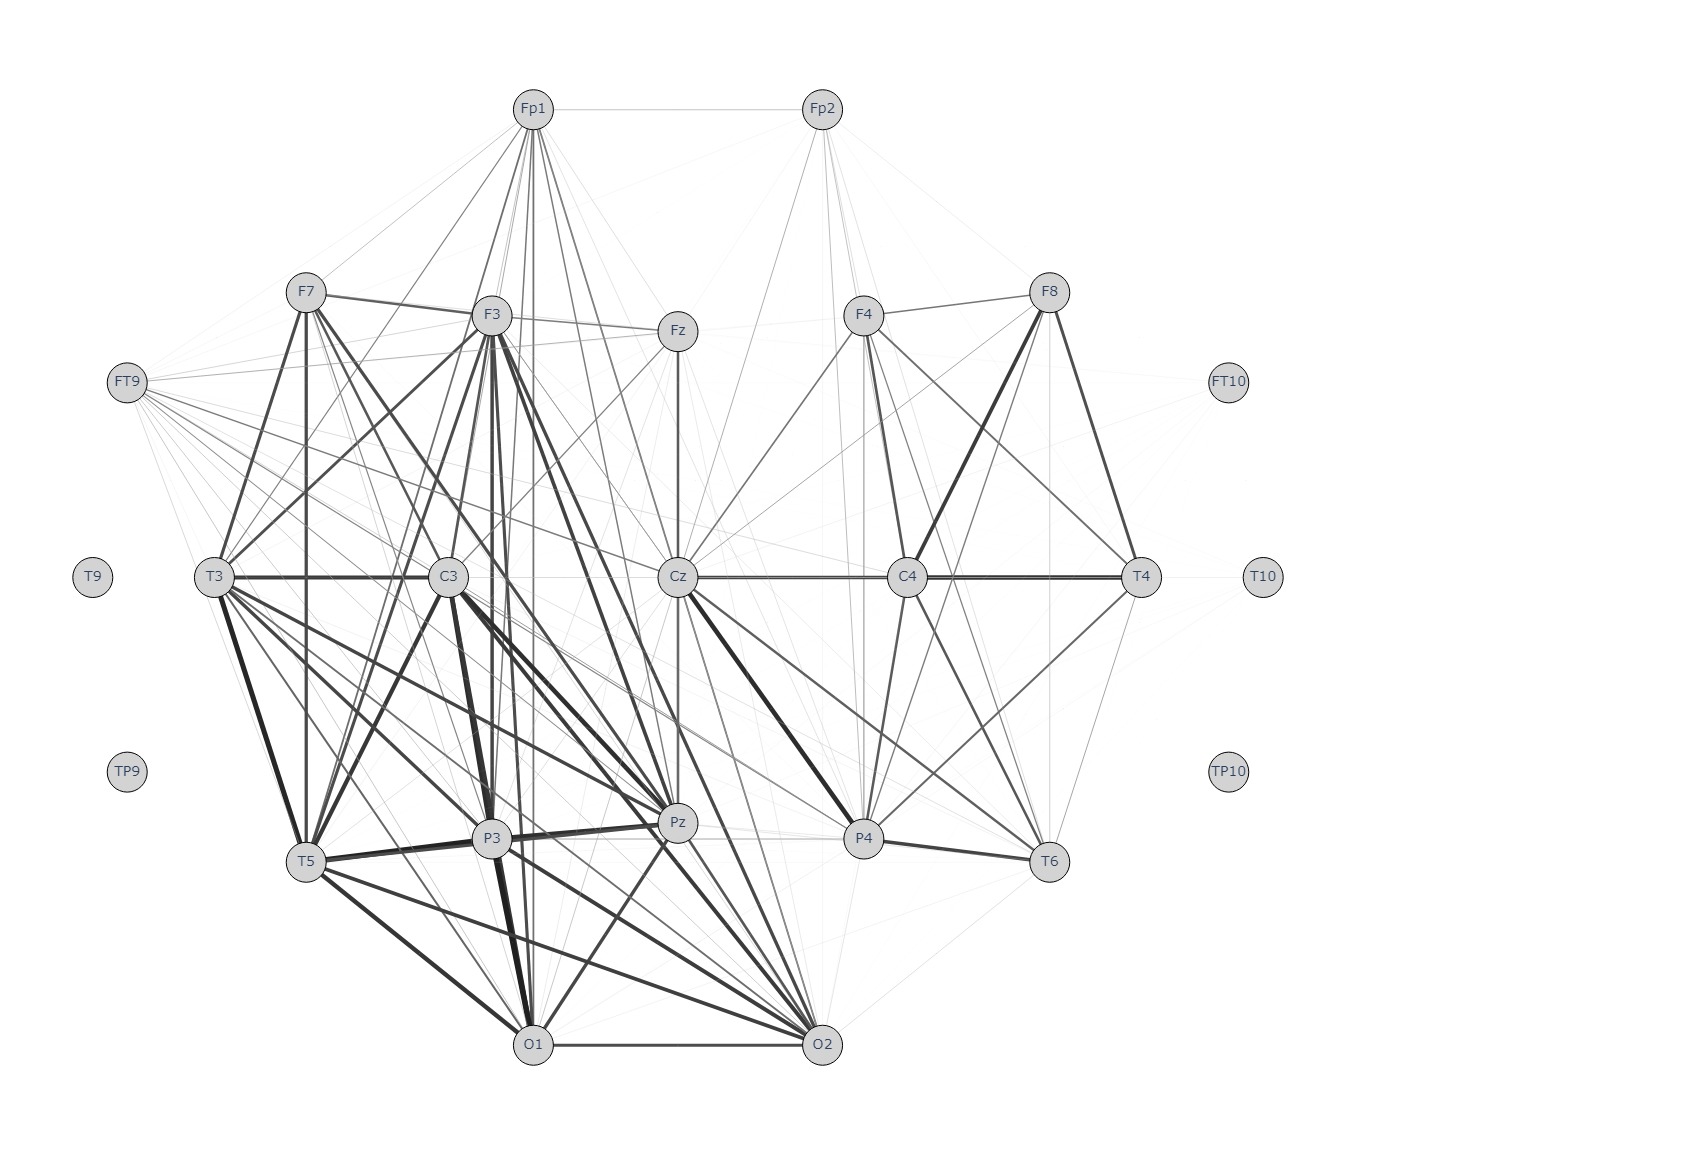 Fp1 Fp2
F7 F3 Fz F4 F8
FT9 FT10
T9 T3 C3 Cz C4 T4 T10
TP9 TP10
T5 P3 Pz P4 T6
O1 O2